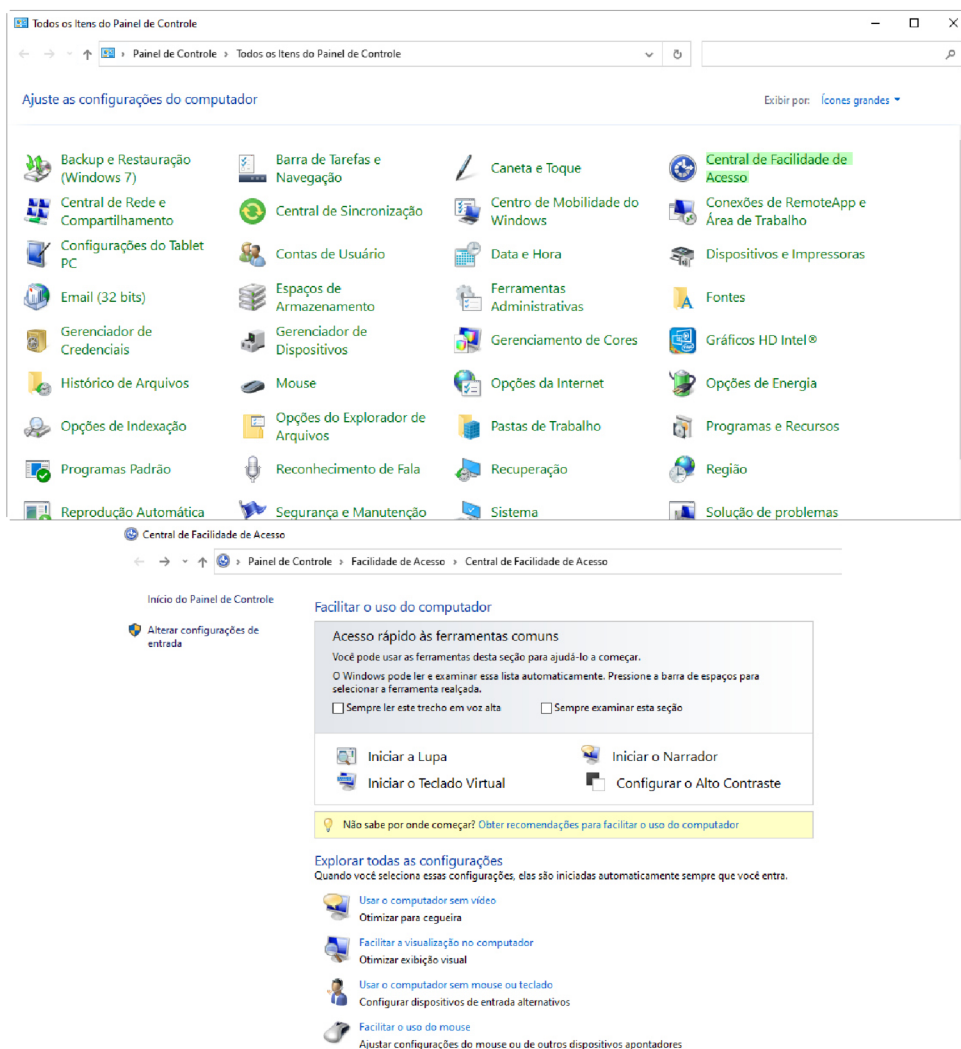 Todos os Itens do Painel de Controle
Painel de Controle › Todos os Itens do Painel de Controle
Ajuste as configurações do computador
Exibir por: Ícones grandes
Backup e Restauração
(Windows 7)
Barra de Tarefas e
Navegação
Caneta e Toque
Central de Facilidade de
Acesso
Central de Rede e
Compartilhamento
Central de Sincronização
Centro de Mobilidade do
Windows
Conexões de RemoteApp e
Área de Trabalho
Configurações do Tablet
PC
Contas de Usuário
Data e Hora
Dispositivos e Impressoras
Email (32 bits)
Espaços de
Armazenamento
Ferramentas
Administrativas
Fontes
Gerenciador de
Credenciais
Gerenciador de
Dispositivos
Gerenciamento de Cores
Gráficos HD Intel®
Histórico de Arquivos
Mouse
Opções da Internet
Opções de Energia
Opções de Indexação
Opções do Explorador de
Arquivos
Pastas de Trabalho
Programas e Recursos
Programas Padrão
Reconhecimento de Fala
Recuperação
Região
Reprodução Automática
Segurança e Manutenção
Sistema
Solução de problemas
Central de Facilidade de Acesso
Painel de Controle › Facilidade de Acesso › Central de Facilidade de Acesso
Início do Painel de Controle
Alterar configurações de
entrada
Facilitar o uso do computador
Acesso rápido às ferramentas comuns
Você pode usar as ferramentas desta seção para ajudá-lo a começar.
O Windows pode ler e examinar essa lista automaticamente. Pressione a barra de espaços para
selecionar a ferramenta realçada.
Sempre ler este trecho em voz alta
Sempre examinar esta seção
Iniciar a Lupa
Iniciar o Narrador
Iniciar o Teclado Virtual
Configurar o Alto Contraste
Não sabe por onde começar? Obter recomendações para facilitar o uso do computador
Explorar todas as configurações
Quando você seleciona essas configurações, elas são iniciadas automaticamente sempre que você entra.
Usar o computador sem vídeo
Otimizar para cegueira
Facilitar a visualização no computador
Otimizar exibição visual
Usar o computador sem mouse ou teclado
Configurar dispositivos de entrada alternativos
Facilitar o uso do mouse
Ajustar configurações do mouse ou de outros dispositivos apontadores